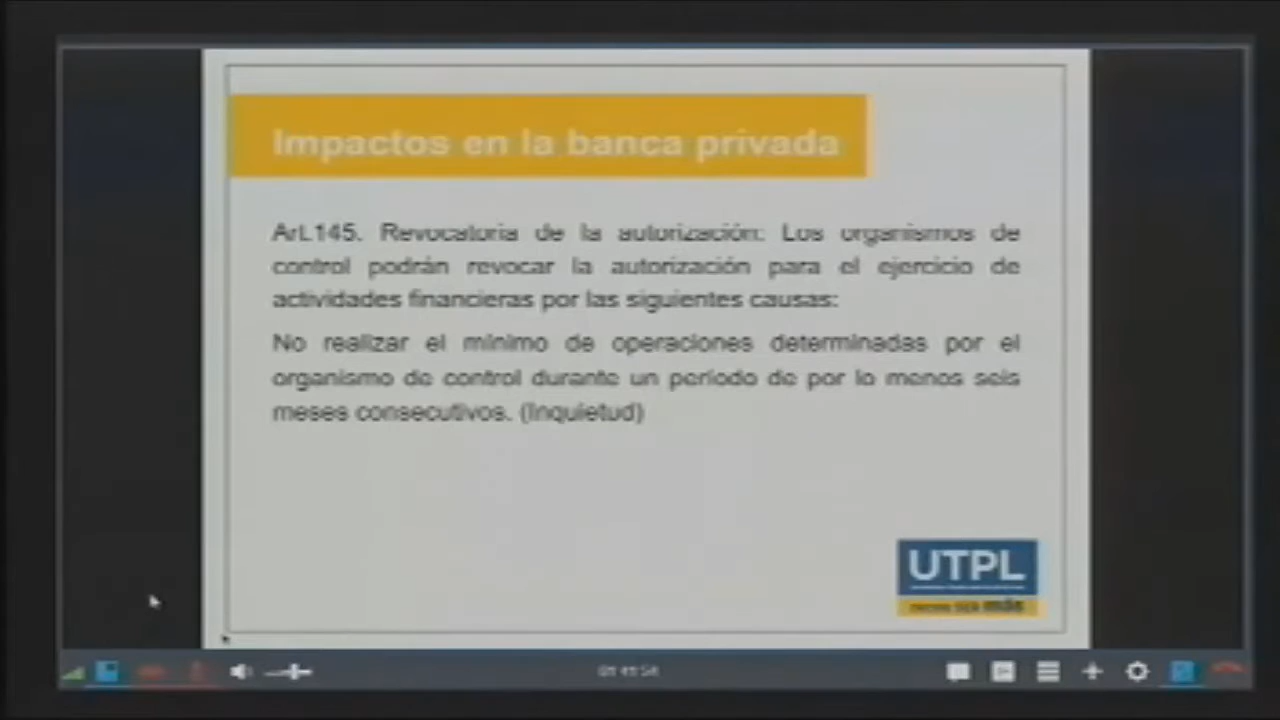 Impactos en la banca privada
Art.145. Revocatoria de la autorización: Los organismos de
control podrán revocar la autorización para el ejercicio de
actividades financieras por las siguientes causas:
No realizar el mínimo de operaciones determinadas por el
organismo de control durante un período de por lo menos seis
meses consecutivos. (Inquietud)
UTPL
más